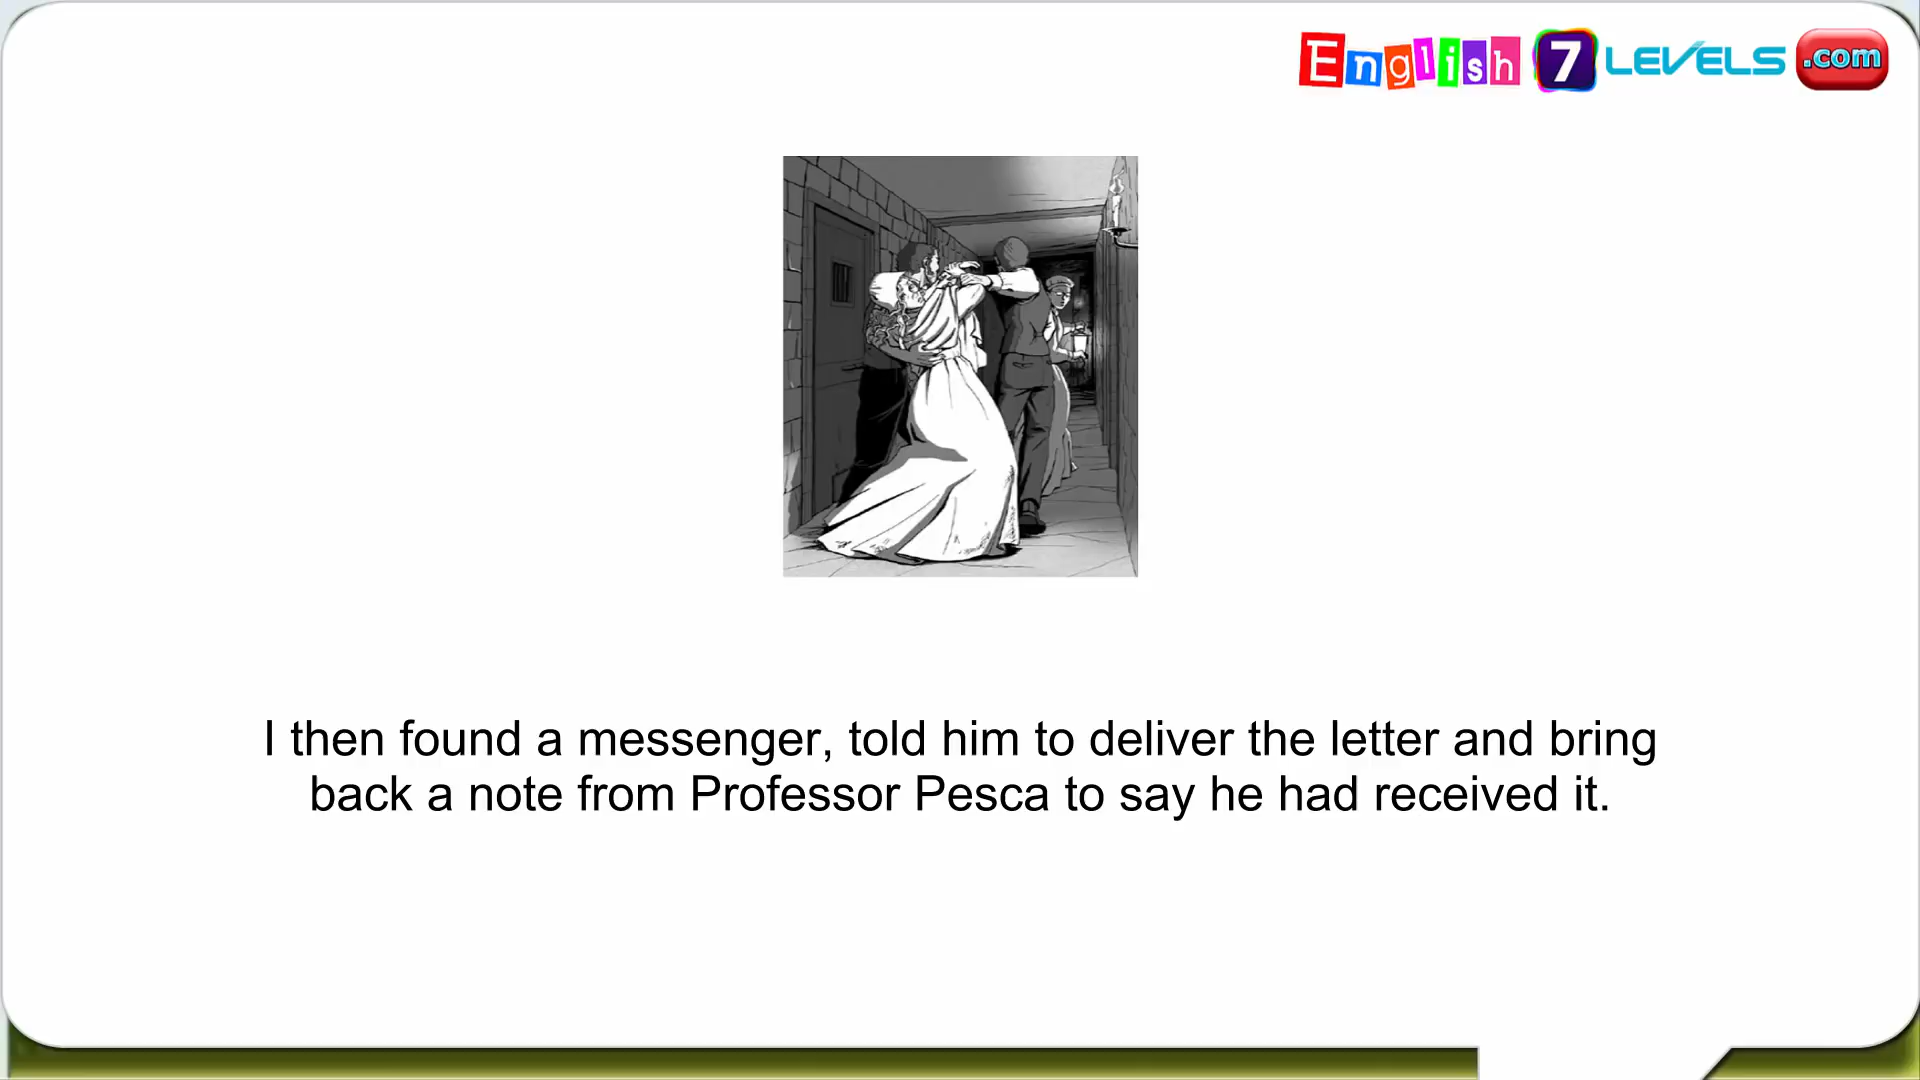 English 7 LEVELS .com
I then found a messenger, told him to deliver the letter and bring
back a note from Professor Pesca to say he had received it.